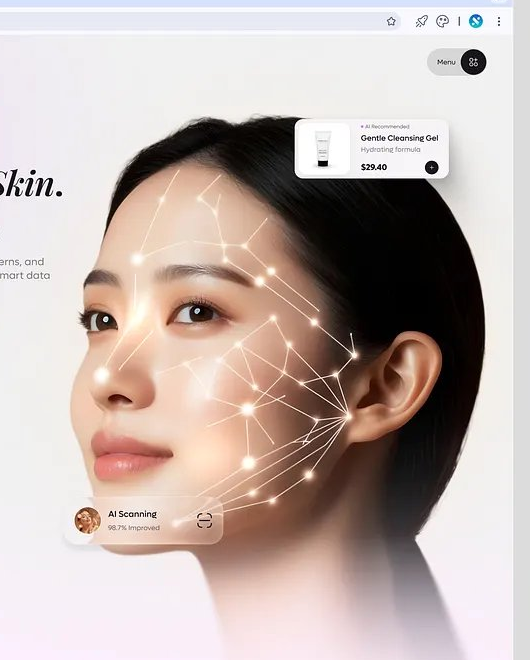 Menu
AI Recommended
Gentle Cleansing Gel
Hydrating formula
$29.40
Skin.
erns, and
mart data
AI Scanning
98.7% Improved